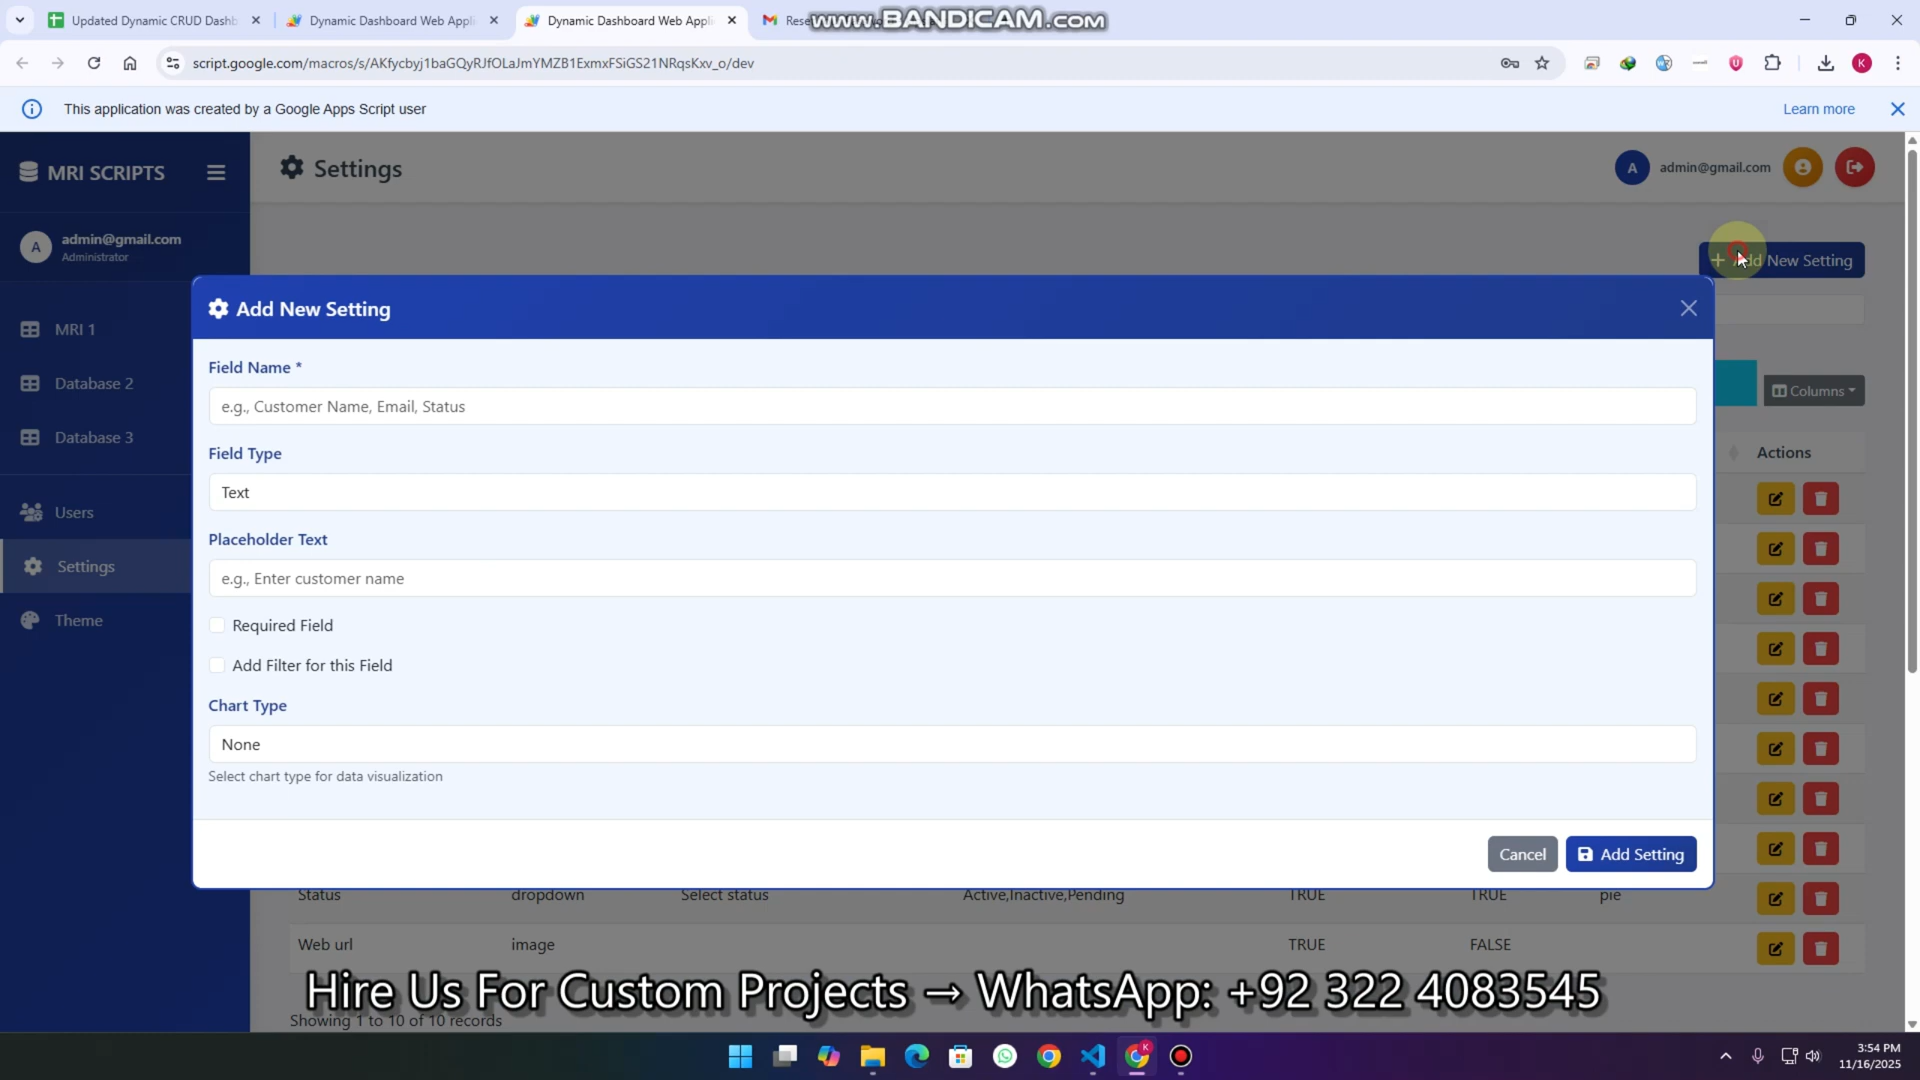 Updated Dynamic CRUD Dashb
Dynamic Dashboard Web Appli
Dynamic Dashboard Web Appli
Rese
www.BANDICAM.com
script.google.com/macros/s/AKfycbyj1baGQyRJfOLaJmYMZB1ExmxFSiGS21NRqsKxv_o/dev
K
This application was created by a Google Apps Script user
Learn more
MRI SCRIPTS
Settings
A
admin@gmail.com
A
admin@gmail.com
Administrator
+ Add New Setting
MRI 1
Database 2
Database 3
Users
Settings
Theme
Add New Setting
Field Name *
e.g., Customer Name, Email, Status
Field Type
Text
Placeholder Text
e.g., Enter customer name
Required Field
Add Filter for this Field
Chart Type
None
Select chart type for data visualization
Cancel
Add Setting
Columns
Actions
Status dropdown Select status Active,Inactive,Pending TRUE TRUE pie
Web url image TRUE FALSE
Hire Us For Custom Projects → WhatsApp: +92 322 4083545
Showing 1 to 10 of 10 records
K
3:54 PM
11/16/2025